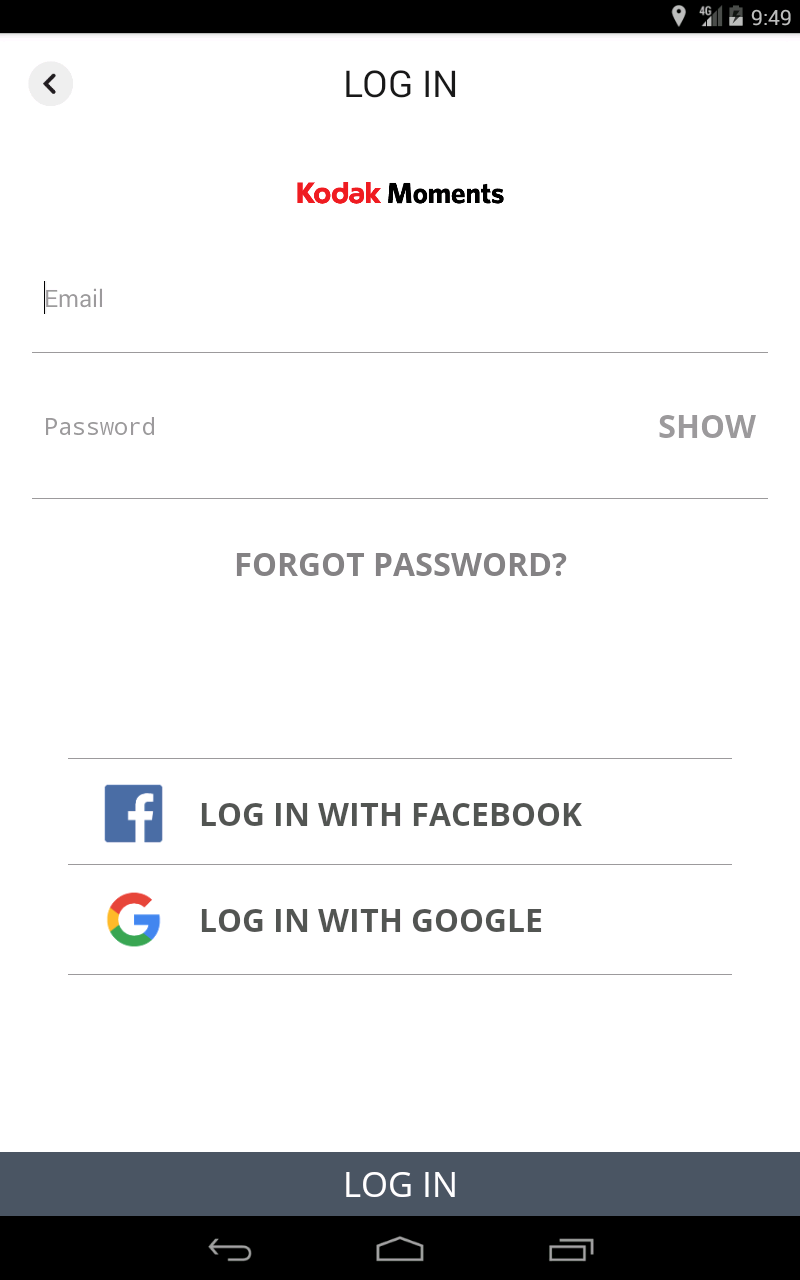 4G 9:49
LOG IN
Kodak Moments
Email
Password SHOW
FORGOT PASSWORD?
LOG IN WITH FACEBOOK
LOG IN WITH GOOGLE
LOG IN